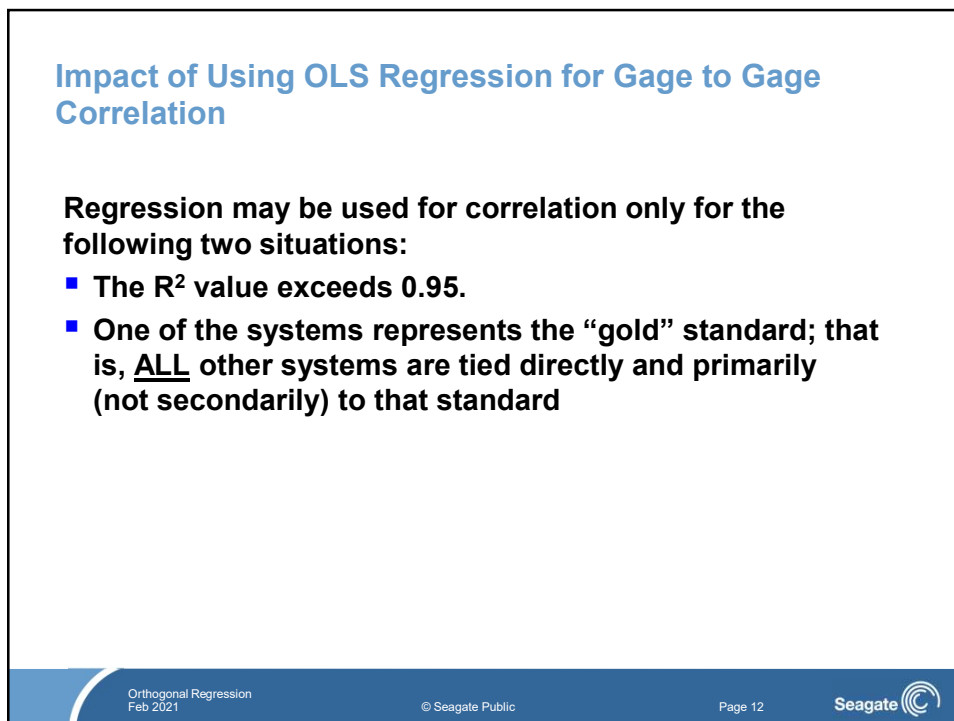 Impact of Using OLS Regression for Gage to Gage
Correlation
Regression may be used for correlation only for the
following two situations:
▪ The R² value exceeds 0.95.
▪ One of the systems represents the “gold” standard; that
is, ALL other systems are tied directly and primarily
(not secondarily) to that standard
Orthogonal Regression
Feb 2021
© Seagate Public
Page 12
Seagate